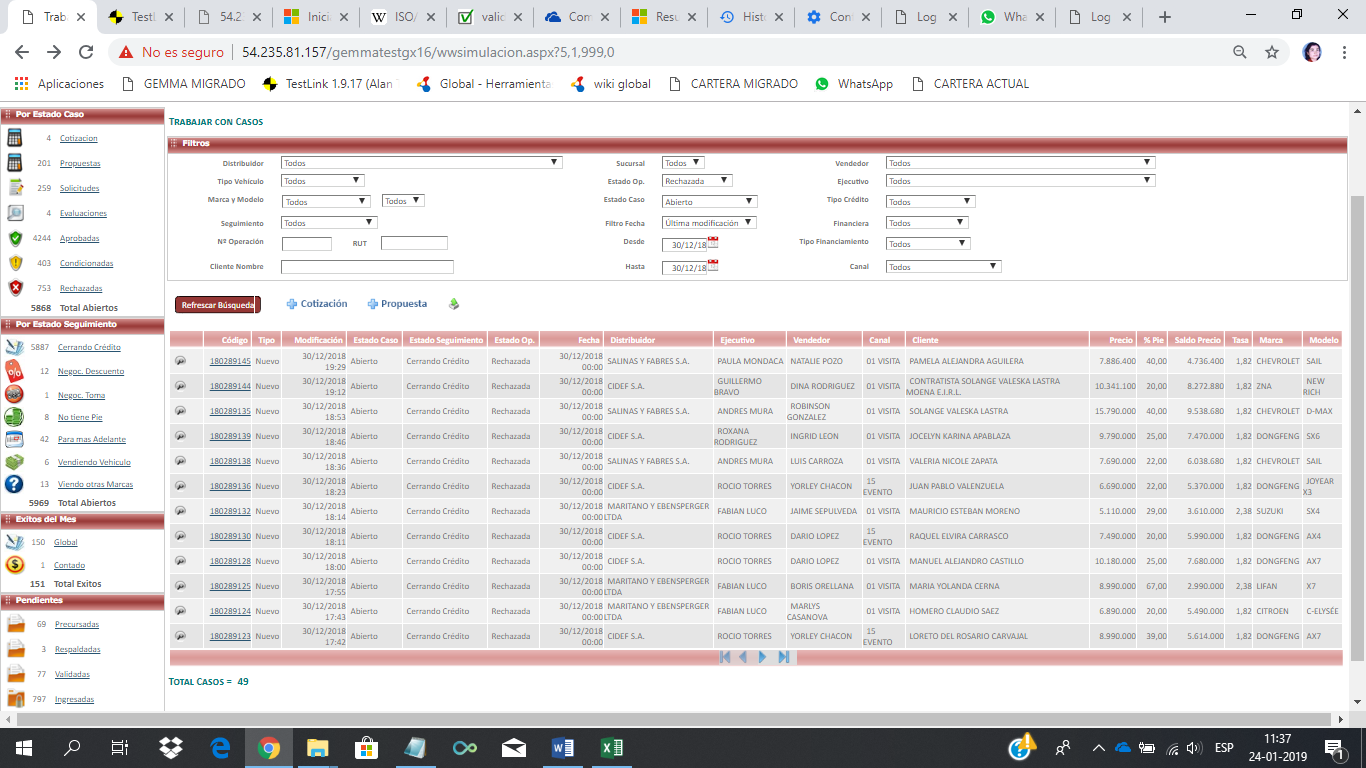 Trab
TestL
54.2
Inicia
ISO/
valid
Com
Resu
Histo
Con
Log
Wha
Log
No es seguro | 54.235.81.157/gemmatestgx16/wwsimulacion.aspx?5,1,999,0
Aplicaciones GEMMA MIGRADO TestLink 1.9.17 (Alan Global - Herramienta wiki global CARTERA MIGRADO WhatsApp CARTERA ACTUAL
Por Estado Caso
4 Cotizacion
201 Propuestas
259 Solicitudes
4 Evaluaciones
4244 Aprobadas
403 Condicionadas
753 Rechazadas
5868 Total Abiertos
Por Estado Seguimiento
5887 Cerrando Crédito
12 Negoc. Descuento
1 Negoc. Toma
8 No tiene Pie
42 Para mas Adelante
6 Vendiendo Vehiculo
13 Viendo otras Marcas
5969 Total Abiertos
Exitos del Mes
150 Global
1 Contado
151 Total Exitos
Pendientes
69 Precursadas
3 Respaldadas
77 Validadas
797 Ingresadas
TRABAJAR CON CASOS
Filtros
Distribuidor Todos Sucursal Todos Vendedor Todos
Tipo Vehículo Todos Estado Op. Rechazada Ejecutivo Todos
Marca y Modelo Todos Todos Estado Caso Abierto Tipo Crédito Todos
Seguimiento Todos Filtro Fecha Última modificación Financiera Todos
Nº Operación RUT Desde 30/12/18 Tipo Financiamiento Todos
Cliente Nombre Hasta 30/12/18 Canal Todos
Refrescar Búsqueda Cotización Propuesta
Código Tipo Modificación Estado Caso Estado Seguimiento Estado Op. Fecha Distribuidor Ejecutivo Vendedor Canal Cliente Precio % Pie Saldo Precio Tasa Marca Modelo
180289145 Nuevo 30/12/2018 19:29 Abierto Cerrando Crédito Rechazada 30/12/2018 00:00 SALINAS Y FABRES S.A. PAULA MONDACA NATALIE POZO 01 VISITA PAMELA ALEJANDRA AGUILERA 7.886.400 40,00 4.736.400 1,82 CHEVROLET SAIL
180289144 Nuevo 30/12/2018 19:12 Abierto Cerrando Crédito Rechazada 30/12/2018 00:00 CIDEF S.A. GUILLERMO BRAVO DINA RODRIGUEZ 01 VISITA CONTRATISTA SOLANGE VALESKA LASTRA MOENA E.I.R.L. 10.341.100 20,00 8.272.880 1,82 ZNA NEW RICH
180289135 Nuevo 30/12/2018 18:53 Abierto Cerrando Crédito Rechazada 30/12/2018 00:00 SALINAS Y FABRES S.A. ANDRES MURA ROBINSON GONZALEZ 01 VISITA SOLANGE VALESKA LASTRA 15.790.000 40,00 9.538.680 1,82 CHEVROLET D-MAX
180289139 Nuevo 30/12/2018 18:46 Abierto Cerrando Crédito Rechazada 30/12/2018 00:00 CIDEF S.A. ROXANA RODRIGUEZ INGRID LEON 01 VISITA JOCELYN KARINA APABLAZA 9.790.000 25,00 7.470.000 1,82 DONGFENG SX6
180289138 Nuevo 30/12/2018 18:36 Abierto Cerrando Crédito Rechazada 30/12/2018 00:00 SALINAS Y FABRES S.A. ANDRES MURA LUIS CARROZA 01 VISITA VALERIA NICOLE ZAPATA 7.690.000 22,00 6.038.680 1,82 CHEVROLET SAIL
180289136 Nuevo 30/12/2018 18:23 Abierto Cerrando Crédito Rechazada 30/12/2018 00:00 CIDEF S.A. ROCIO TORRES YORLEY CHACON 15 EVENTO JUAN PABLO VALENZUELA 6.690.000 22,00 5.370.000 1,82 DONGFENG JOYEAR X3
180289132 Nuevo 30/12/2018 18:14 Abierto Cerrando Crédito Rechazada 30/12/2018 00:00 MARITANO Y EBENSPERGER LTDA FABIAN LUCO JAIME SEPULVEDA 01 VISITA MAURICIO ESTEBAN MORENO 5.110.000 29,00 3.610.000 2,38 SUZUKI SX4
180289130 Nuevo 30/12/2018 18:11 Abierto Cerrando Crédito Rechazada 30/12/2018 00:00 CIDEF S.A. ROCIO TORRES DARIO LOPEZ 15 EVENTO RAQUEL ELVIRA CARRASCO 7.490.000 20,00 5.990.000 1,82 DONGFENG AX4
180289128 Nuevo 30/12/2018 18:00 Abierto Cerrando Crédito Rechazada 30/12/2018 00:00 CIDEF S.A. ROCIO TORRES DARIO LOPEZ 01 VISITA MANUEL ALEJANDRO CASTILLO 10.180.000 25,00 7.680.000 1,82 DONGFENG AX7
180289125 Nuevo 30/12/2018 17:55 Abierto Cerrando Crédito Rechazada 30/12/2018 00:00 MARITANO Y EBENSPERGER LTDA FABIAN LUCO BORIS ORELLANA 01 VISITA MARIA YOLANDA CERNA 8.990.000 67,00 2.990.000 2,38 LIFAN X7
180289124 Nuevo 30/12/2018 17:43 Abierto Cerrando Crédito Rechazada 30/12/2018 00:00 MARITANO Y EBENSPERGER LTDA FABIAN LUCO MARLYS CASANOVA 01 VISITA HOMERO CLAUDIO SAEZ 6.890.000 20,00 5.490.000 1,82 CITROEN C-ELYSÉE
180289123 Nuevo 30/12/2018 17:42 Abierto Cerrando Crédito Rechazada 30/12/2018 00:00 CIDEF S.A. ROCIO TORRES YORLEY CHACON 15 EVENTO LORETO DEL ROSARIO CARVAJAL 8.990.000 39,00 5.614.000 1,82 DONGFENG AX7
TOTAL CASOS = 49
ESP
11:37
24-01-2019
1